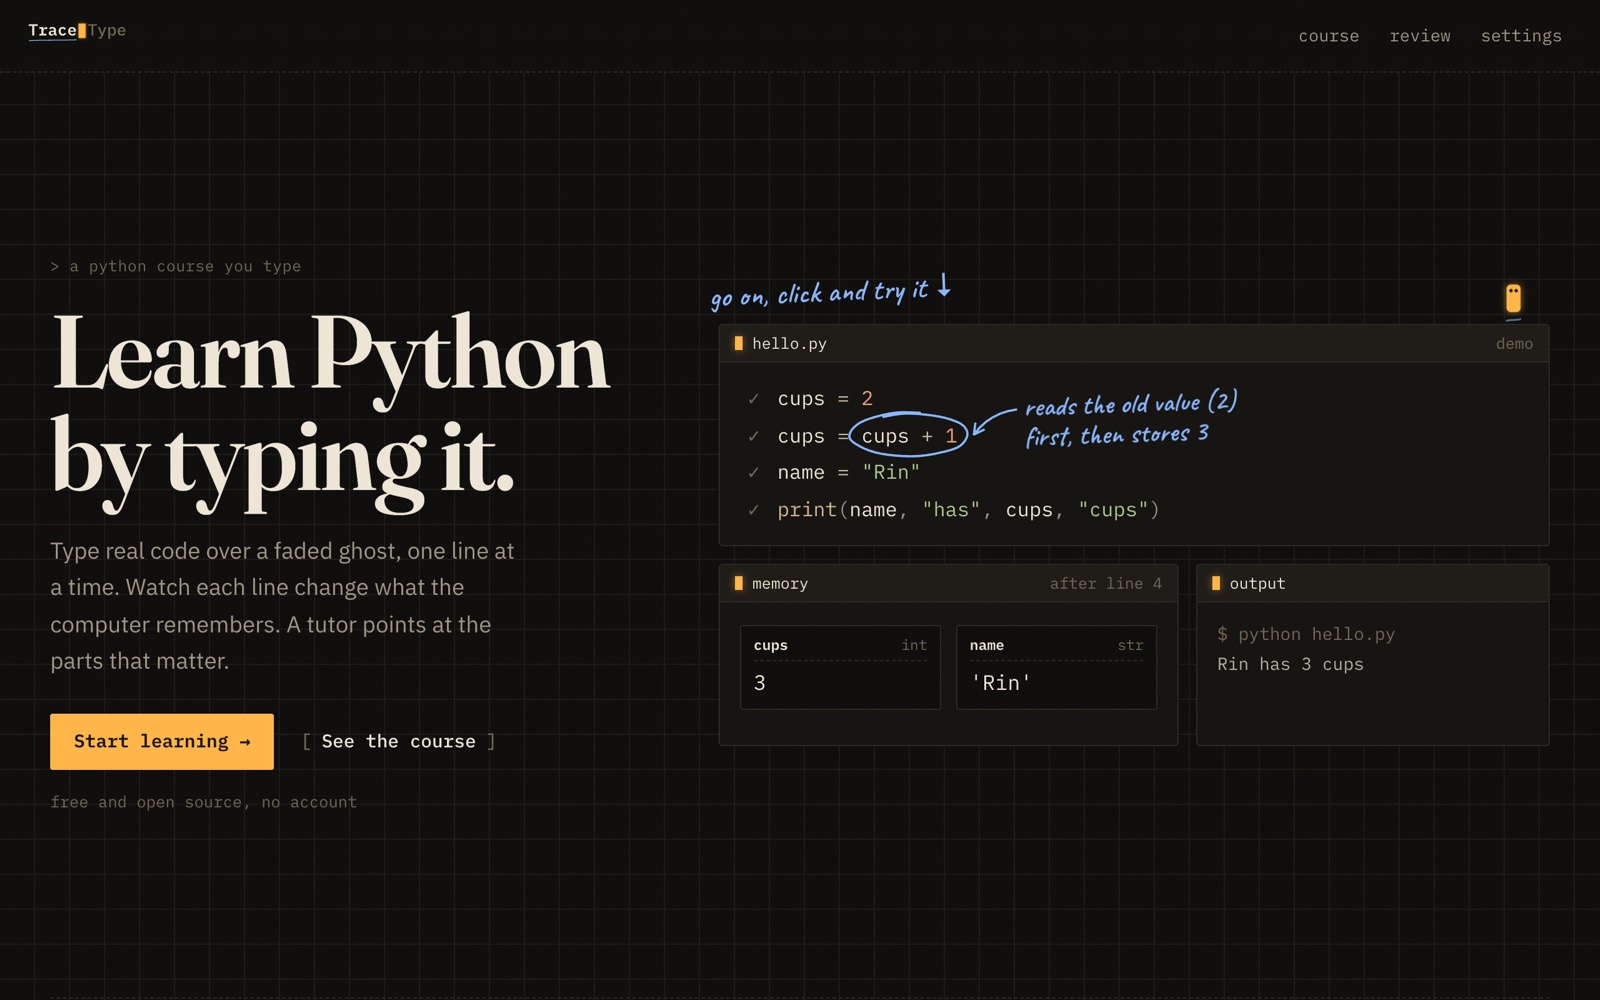 Trace Type
course review settings
> a python course you type
Learn Python
by typing it.
Type real code over a faded ghost, one line at
a time. Watch each line change what the
computer remembers. A tutor points at the
parts that matter.
Start learning →
[ See the course ]
free and open source, no account
go on, click and try it ↓
hello.py demo
✓ cups = 2
✓ cups = cups + 1
✓ name = "Rin"
✓ print(name, "has", cups, "cups")
reads the old value (2)
first, then stores 3
memory after line 4
cups int
3
name str
'Rin'
output
$ python hello.py
Rin has 3 cups